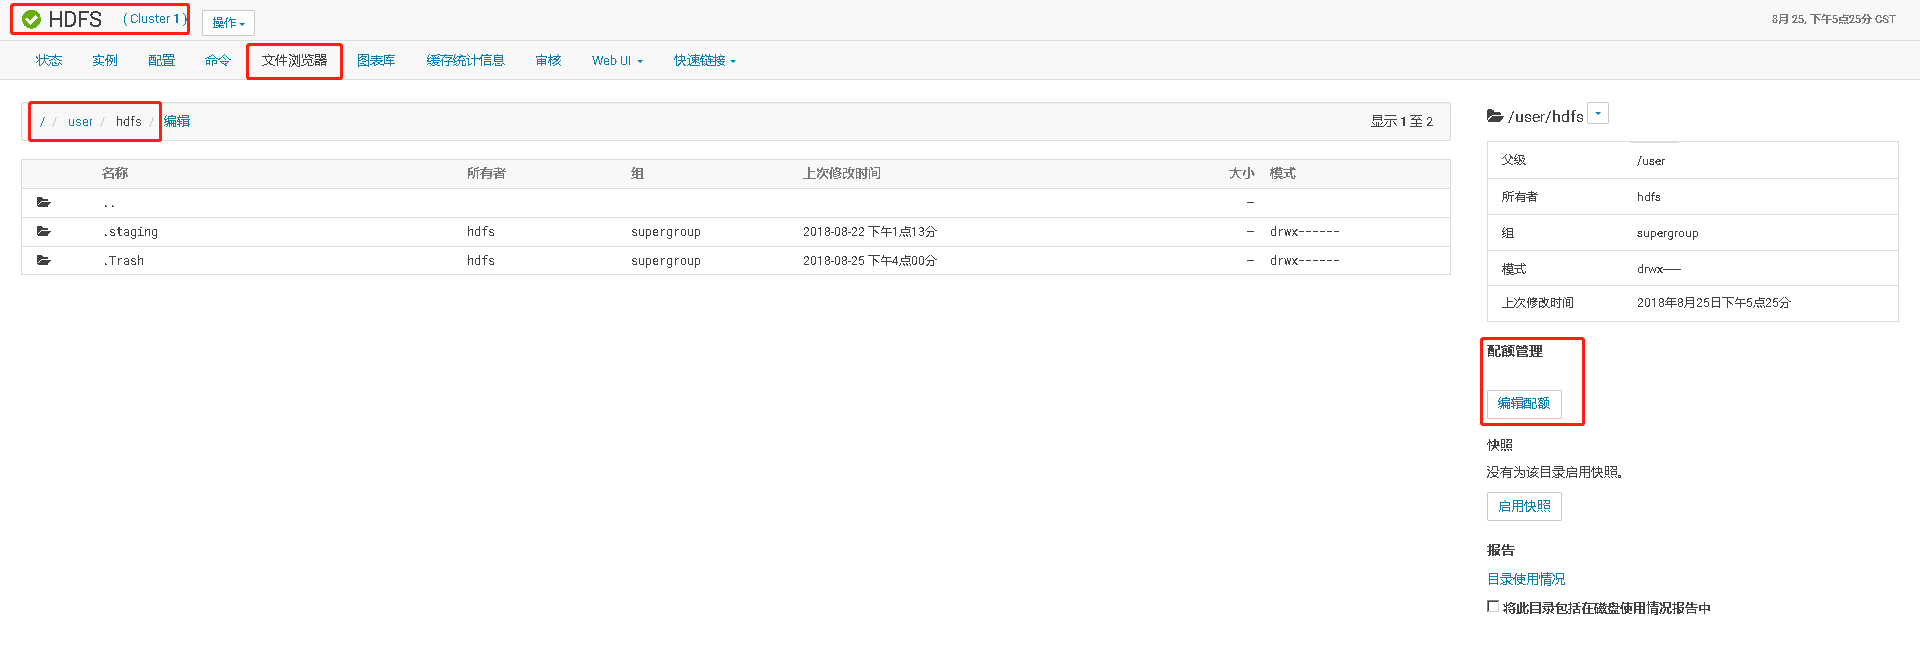 HDFS (Cluster 1) 操作
8月 25, 下午5点25分 CST
状态 实例 配置 命令 文件浏览器 图表库 缓存统计信息 审核 Web UI 快速链接
/ / user / hdfs / 编辑
显示 1 至 2
名称 所有者 组 上次修改时间 大小 模式
.. –
.staging hdfs supergroup 2018-08-22 下午1点13分 – drwx------
.Trash hdfs supergroup 2018-08-25 下午4点00分 – drwx------
/user/hdfs
父级 /user
所有者 hdfs
组 supergroup
模式 drwx------
上次修改时间 2018年8月25日下午5点25分
配额管理
编辑配额
快照
没有为该目录启用快照。
启用快照
报告
目录使用情况
将此目录包括在磁盘使用情况报告中